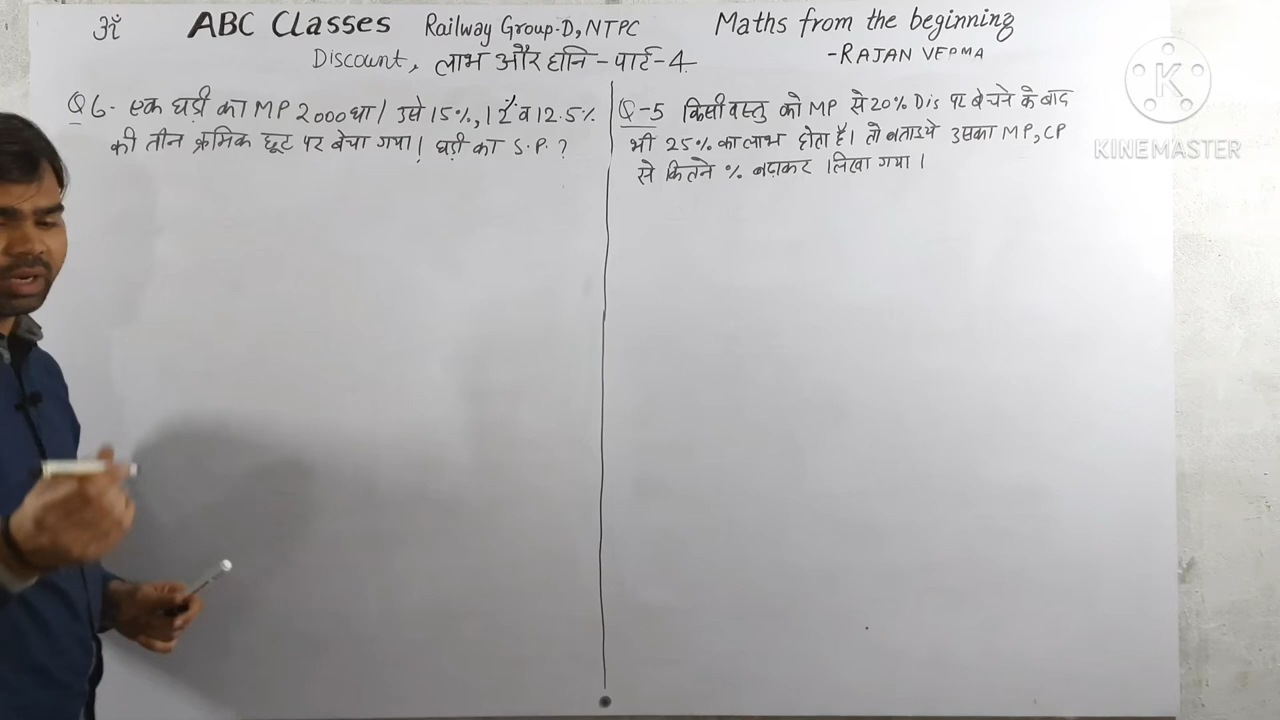 ॐ ABC Classes Railway Group-D, NTPC Maths from the beginning
Discount, लाभ और हानि - पार्ट-4 -RAJAN VERMA
Q 6- एक घड़ी का MP 2000 था। उसे 15%, व 12.5%
की तीन क्रमिक छूट पर बेचा गया। घड़ी का S.P. ?
Q-5 किसी वस्तु को MP से 20% Dis पर बेचने के बाद
भी 25% का लाभ होता है। तो बताइये उसका MP, CP
से कितने % बढ़ाकर लिखा गया।
K
KINEMASTER